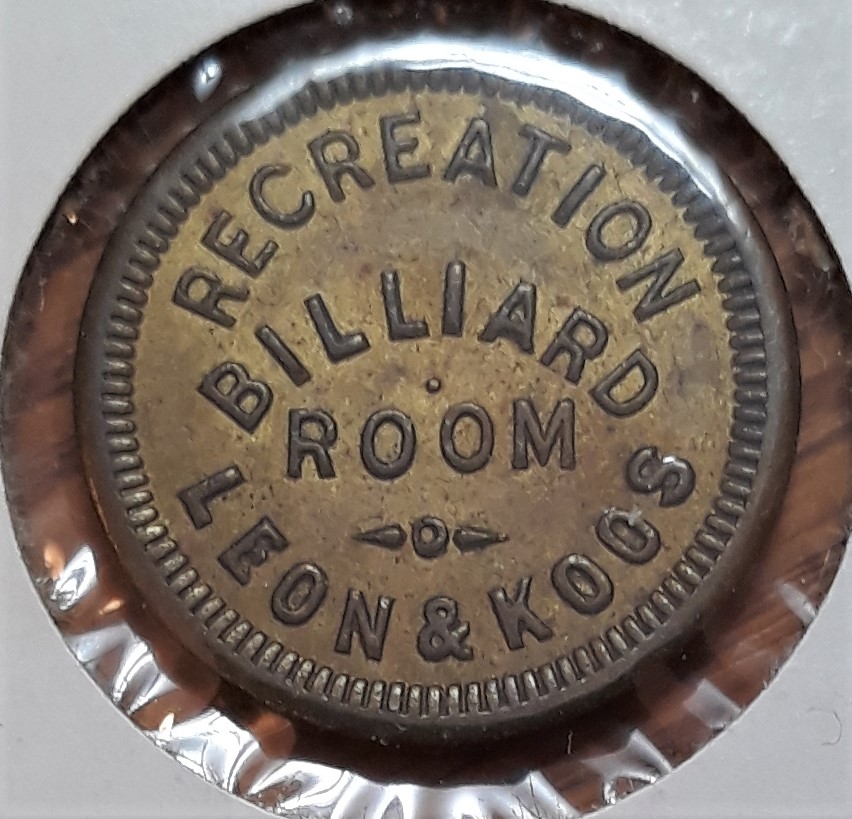 RECREATION
BILLIARD
ROOM
LEON & KOOS